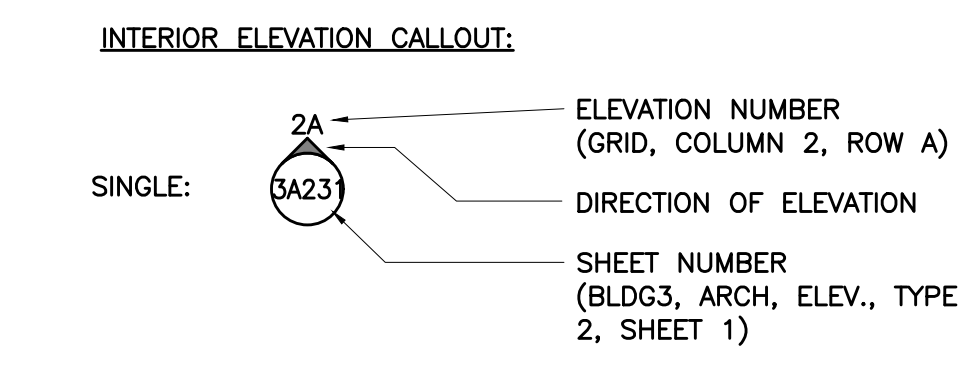 INTERIOR ELEVATION CALLOUT:
2A
ELEVATION NUMBER
(GRID, COLUMN 2, ROW A)
SINGLE:
3A231
DIRECTION OF ELEVATION
SHEET NUMBER
(BLDG3, ARCH, ELEV., TYPE
2, SHEET 1)